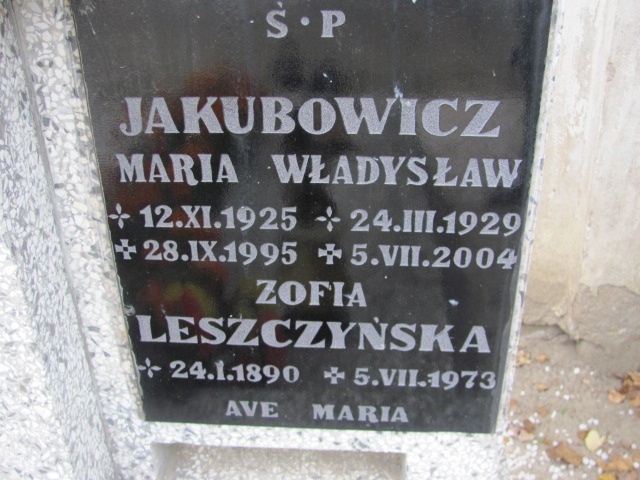 Ś·P
JAKUBOWICZ
MARIA WŁADYSŁAW
12.XI.1925 24.III.1929
28.IX.1995 5.VII.2004
ZOFIA
LESZCZYŃSKA
24.I.1890 5.VII.1973
AVE MARIA